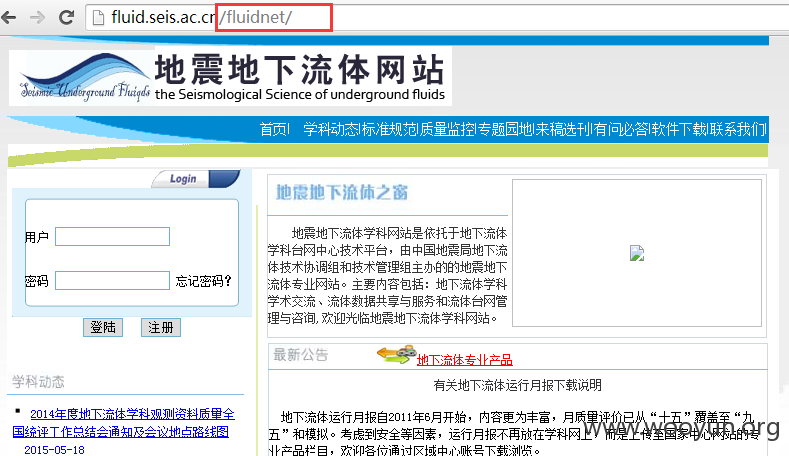 fluid.seis.ac.cn/fluidnet/
地震地下流体网站
Seismic Underground Fluids
the Seismological Science of underground fluids
首页| 学科动态|标准规范|质量监控|专题园地|来稿选刊|有问必答|软件下载|联系我们|
Login
用户
密码 忘记密码?
登陆 注册
学科动态
2014年度地下流体学科观测资料质量全
国统评工作总结会通知及会议地点路线图
2015-05-18
地震地下流体之窗
地震地下流体学科网站是依托于地下流体
学科台网中心技术平台，由中国地震局地下流
体技术协调组和技术管理组主办的的地震地下
流体专业网站。主要内容包括：地下流体学科
学术交流、流体数据共享与服务和流体台网管
理与咨询,欢迎光临地震地下流体学科网站。
最新公告 地下流体专业产品
有关地下流体运行月报下载说明
地下流体运行月报自2011年6月开始，内容更为丰富，月质量评价已从“十五”覆盖至“九
五”和模拟。考虑到安全等因素，运行月报不再放在学科网上，而是上传至国家中心网站的专
业产品栏目，欢迎各位通过区域中心账号下载浏览。
www.wooyun.org